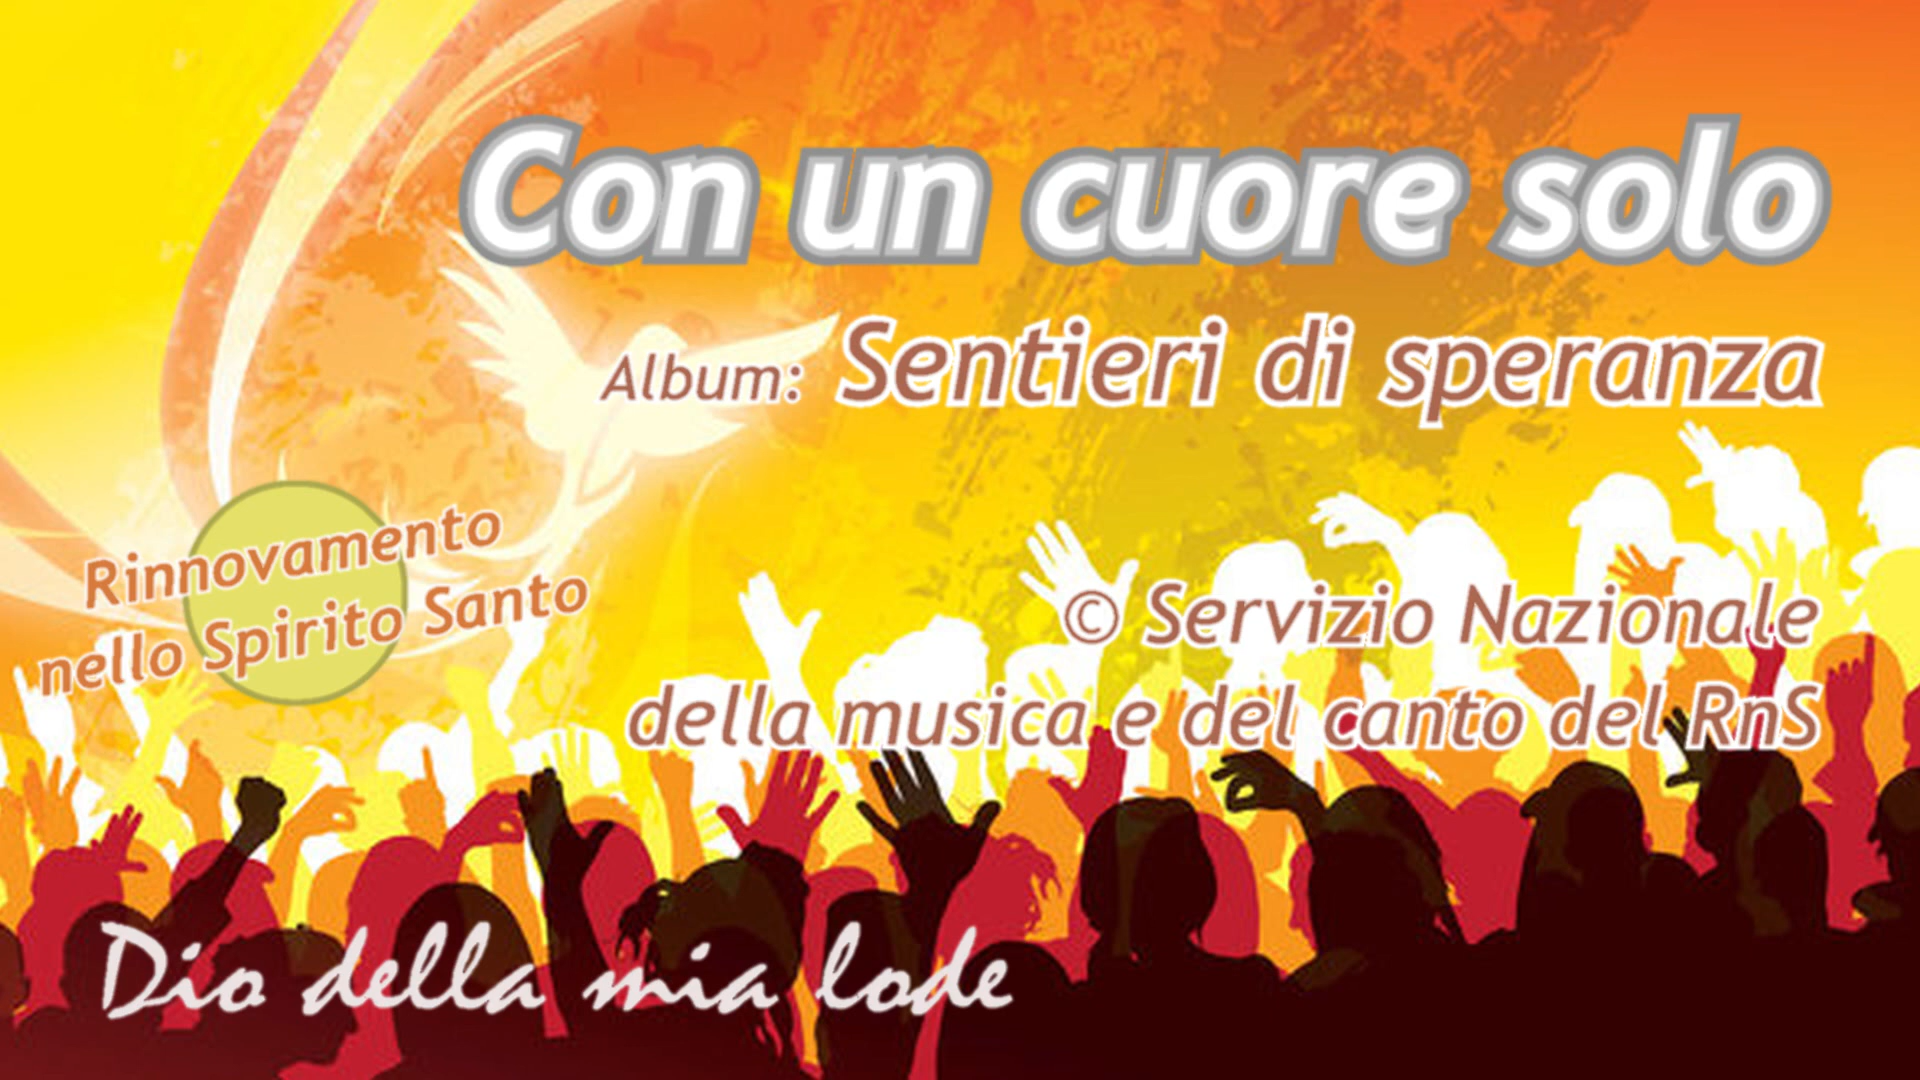 Con un cuore solo
Album: Sentieri di speranza
Rinnovamento
nello Spirito Santo
© Servizio Nazionale
della musica e del canto del RnS
Dio della mia lode